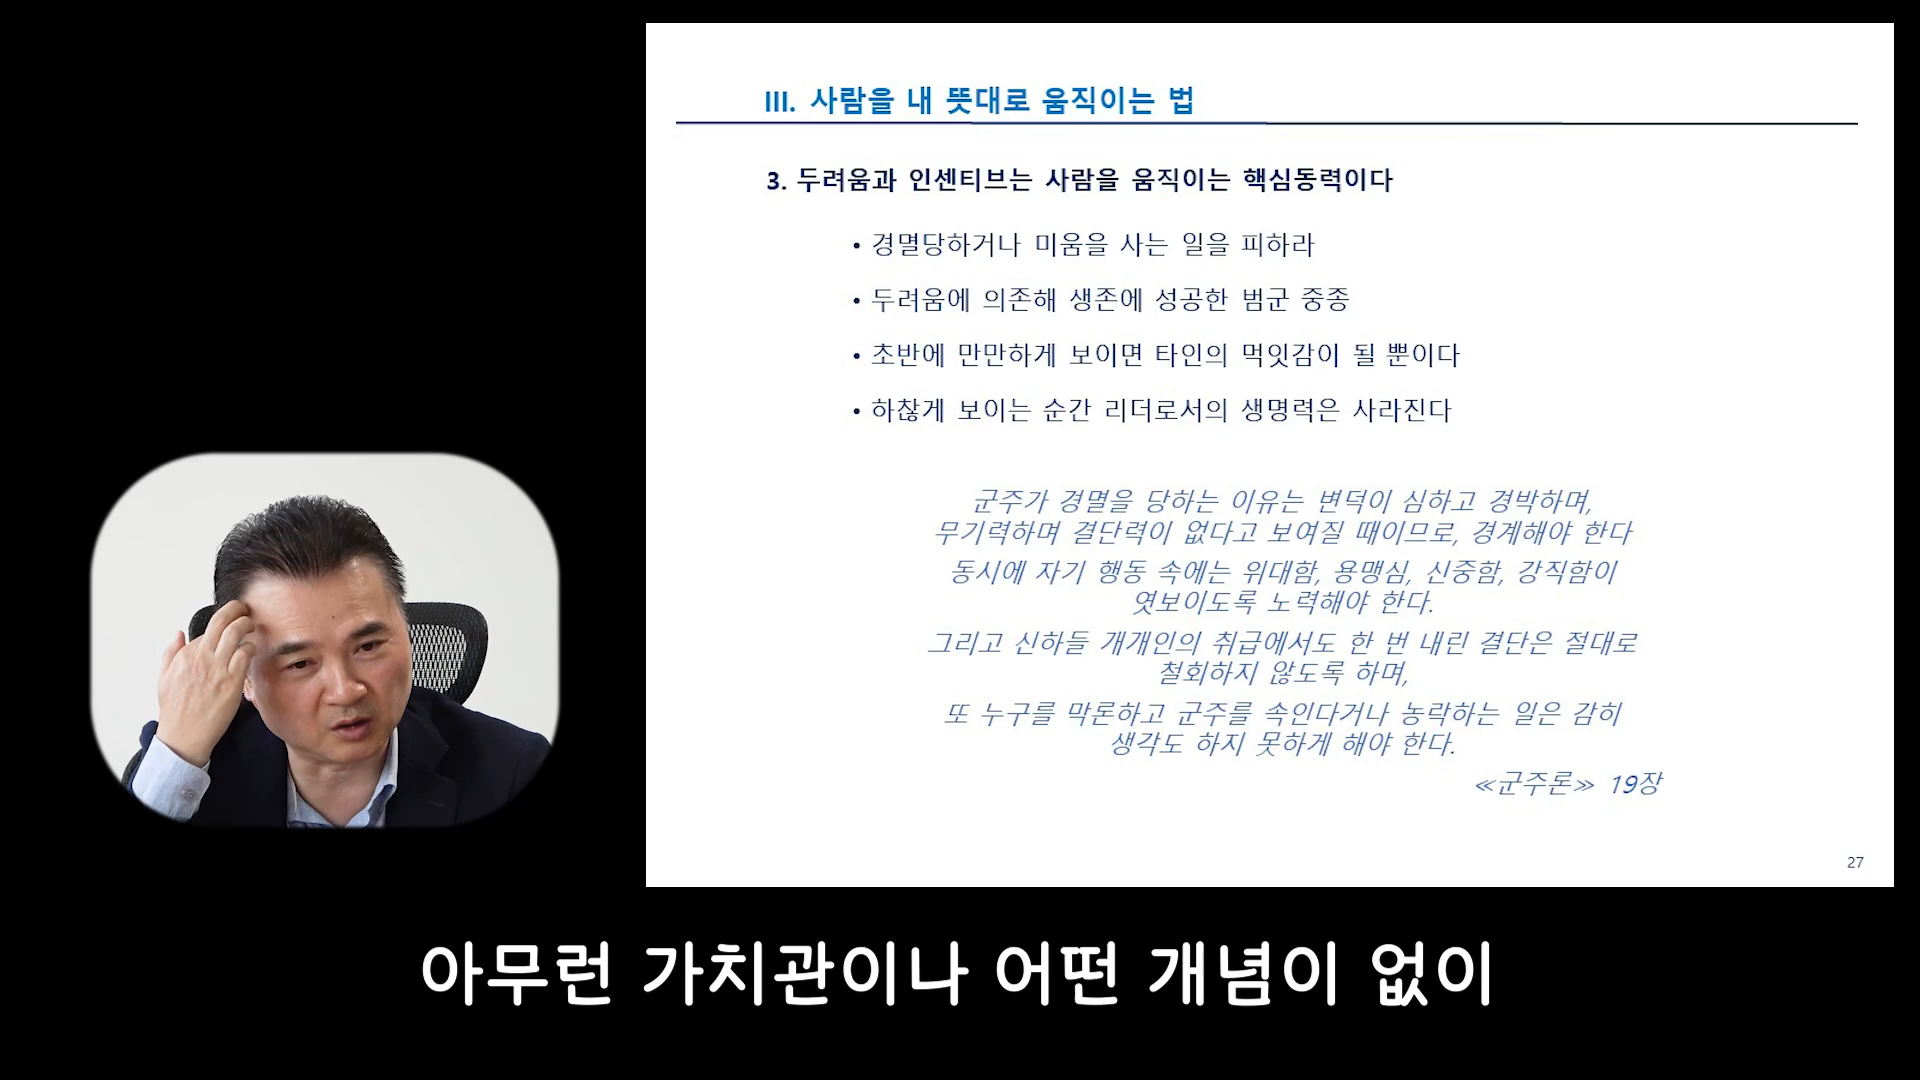 III. 사람을 내 뜻대로 움직이는 법
3. 두려움과 인센티브는 사람을 움직이는 핵심동력이다
• 경멸당하거나 미움을 사는 일을 피하라
• 두려움에 의존해 생존에 성공한 범군 중종
• 초반에 만만하게 보이면 타인의 먹잇감이 될 뿐이다
• 하찮게 보이는 순간 리더로서의 생명력은 사라진다
군주가 경멸을 당하는 이유는 변덕이 심하고 경박하며,
무기력하며 결단력이 없다고 보여질 때이므로, 경계해야 한다
동시에 자기 행동 속에는 위대함, 용맹심, 신중함, 강직함이
엿보이도록 노력해야 한다.
그리고 신하들 개개인의 취급에서도 한 번 내린 결단은 절대로
철회하지 않도록 하며,
또 누구를 막론하고 군주를 속인다거나 농락하는 일은 감히
생각도 하지 못하게 해야 한다.
≪군주론≫ 19장
27
아무런 가치관이나 어떤 개념이 없이